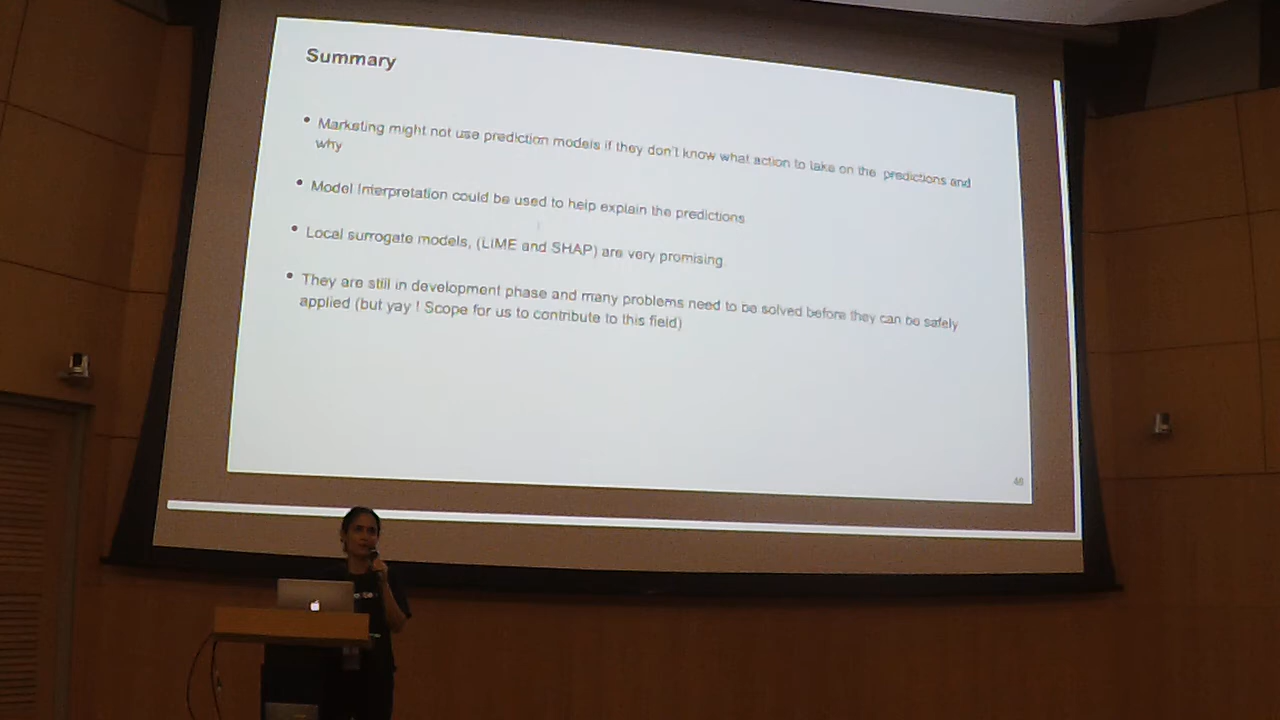 Summary
• Marketing might not use prediction models if they don't know what action to take on the predictions and
why
• Model Interpretation could be used to help explain the predictions
• Local surrogate models, (LIME and SHAP) are very promising
• They are still in development phase and many problems need to be solved before they can be safely
applied (but yay ! Scope for us to contribute to this field)
46